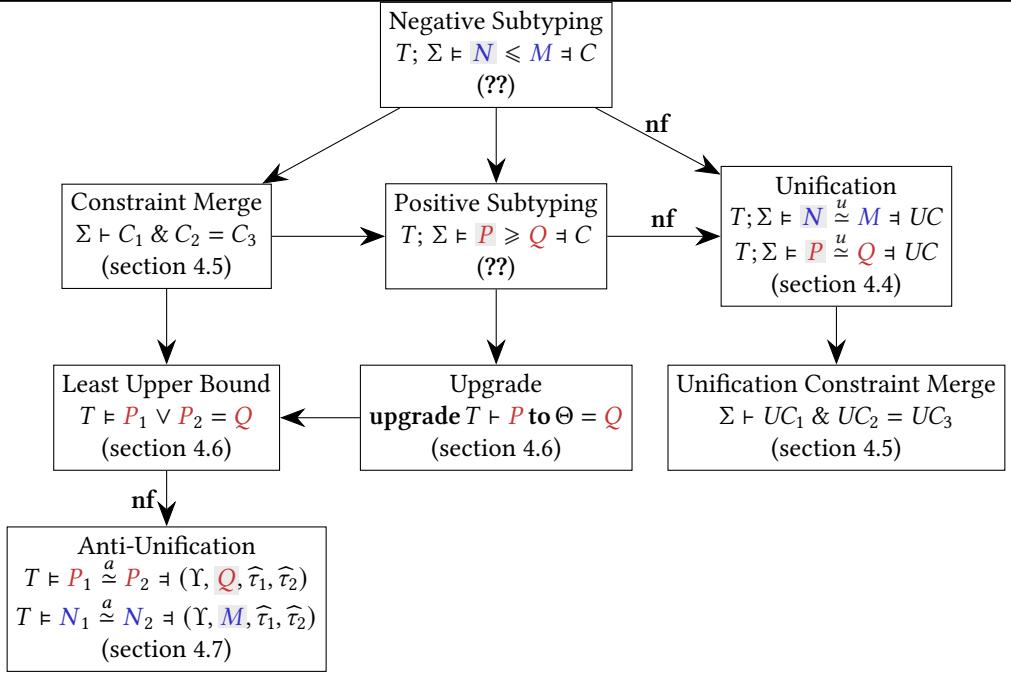 Negative Subtyping
T; Σ ⊨ N ⩽ M ⫤ C
(??)
nf
Constraint Merge
Σ ⊢ C₁ & C₂ = C₃
(section 4.5)
Positive Subtyping
T; Σ ⊨ P ⩾ Q ⫤ C
(??)
nf
Unification
T; Σ ⊨ N ≃ᵘ M ⫤ UC
T; Σ ⊨ P ≃ᵘ Q ⫤ UC
(section 4.4)
Least Upper Bound
T ⊨ P₁ ∨ P₂ = Q
(section 4.6)
Upgrade
upgrade T ⊢ P to Θ = Q
(section 4.6)
Unification Constraint Merge
Σ ⊢ UC₁ & UC₂ = UC₃
(section 4.5)
nf
Anti-Unification
T ⊨ P₁ ≃ᵃ P₂ ⫤ (Υ, Q, τ̂₁, τ̂₂)
T ⊨ N₁ ≃ᵃ N₂ ⫤ (Υ, M, τ̂₁, τ̂₂)
(section 4.7)